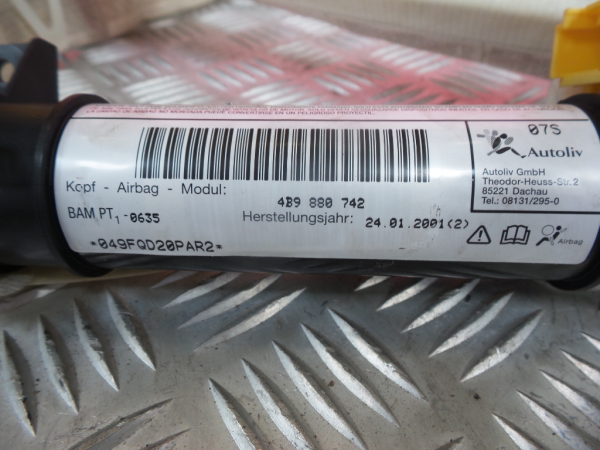 07S
Autoliv
Autoliv GmbH
Theodor-Heuss-Str.2
85221 Dachau
Tel.: 08131/295-0
Kopf - Airbag - Modul: 4B9 880 742
BAM PT1-0635 Herstellungsjahr: 24.01.2001(2)
*049FQD20PAR2*
Airbag